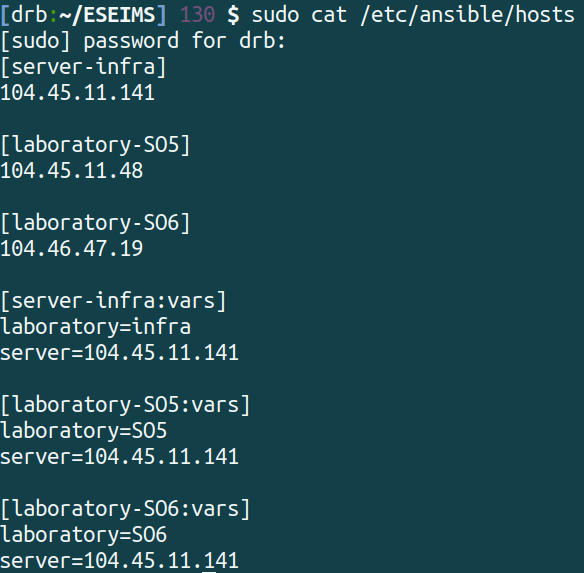 [drb:~/ESEIMS] 130 $ sudo cat /etc/ansible/hosts
[sudo] password for drb:
[server-infra]
104.45.11.141
[laboratory-SO5]
104.45.11.48
[laboratory-SO6]
104.46.47.19
[server-infra:vars]
laboratory=infra
server=104.45.11.141
[laboratory-SO5:vars]
laboratory=SO5
server=104.45.11.141
[laboratory-SO6:vars]
laboratory=SO6
server=104.45.11.141